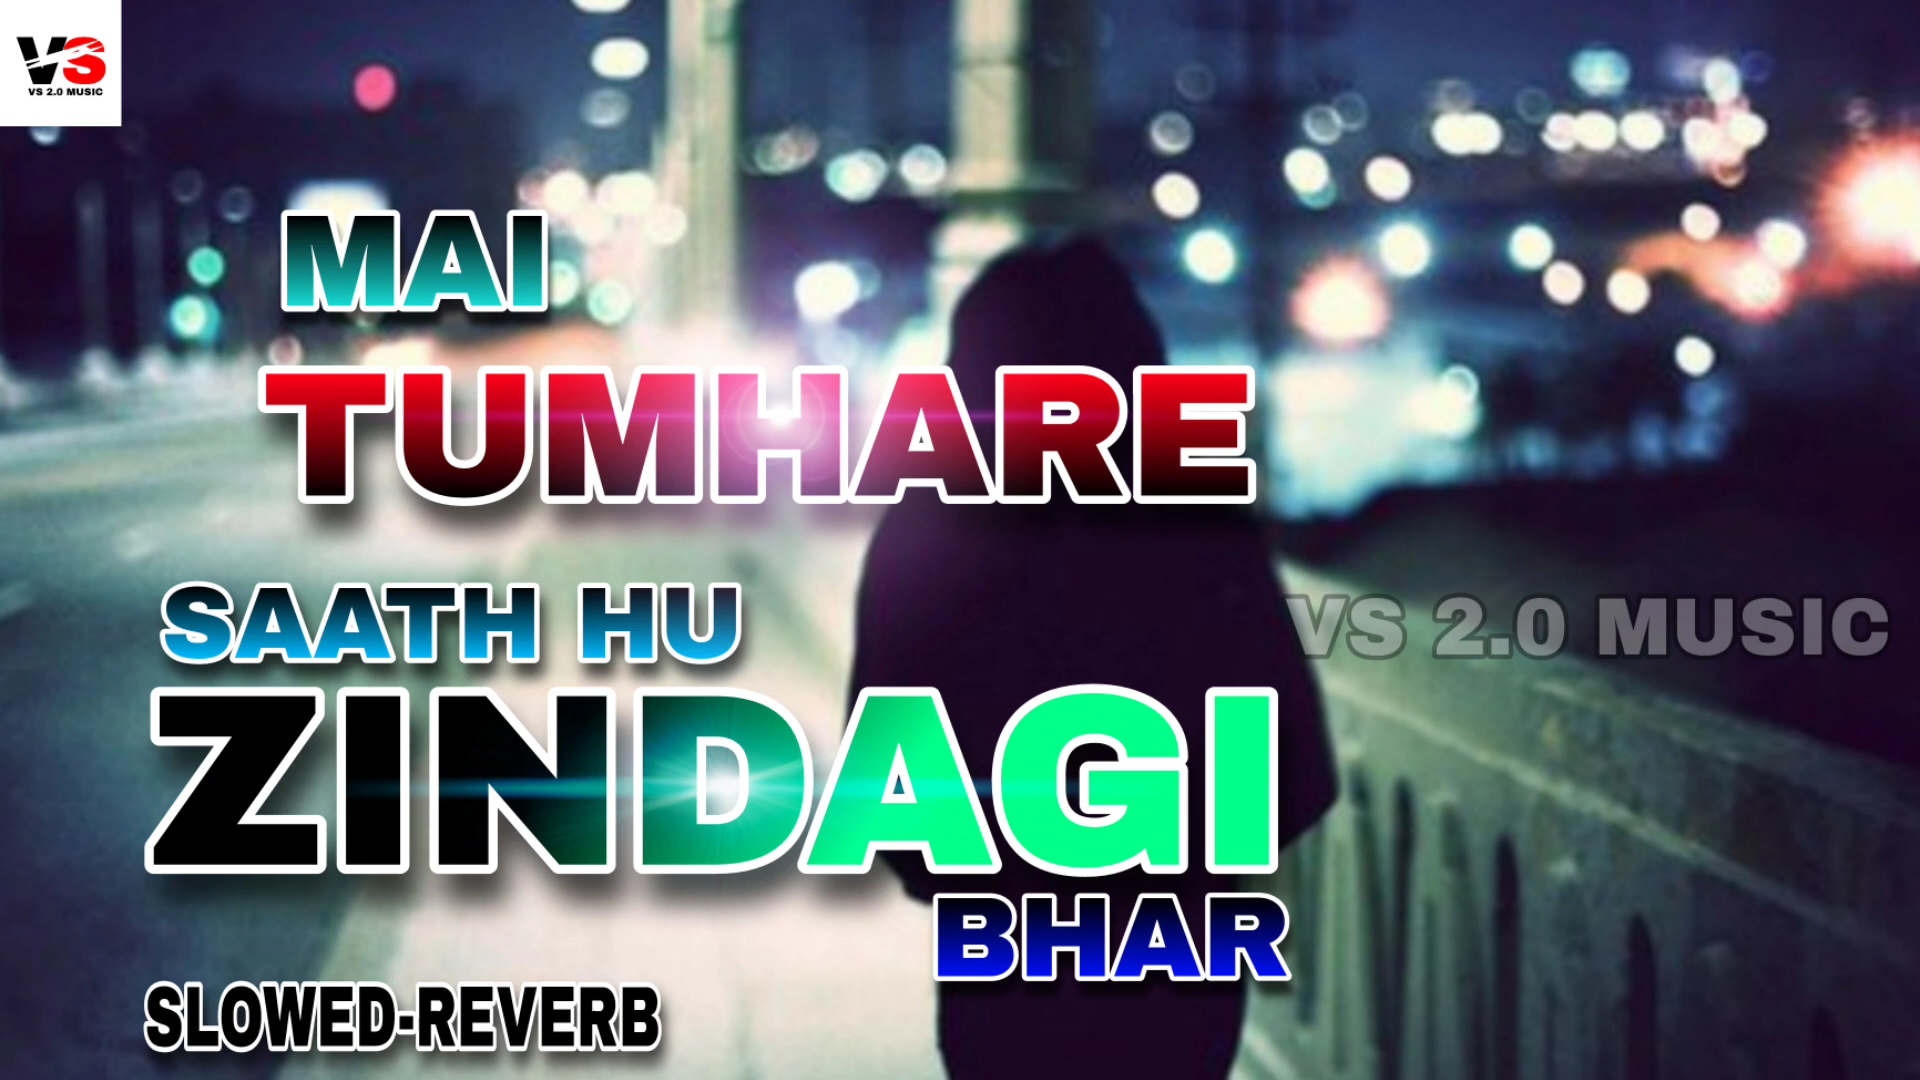 VS
VS 2.0 MUSIC
MAI
TUMHARE
SAATH HU
VS 2.0 MUSIC
ZINDAGI
BHAR
SLOWED-REVERB